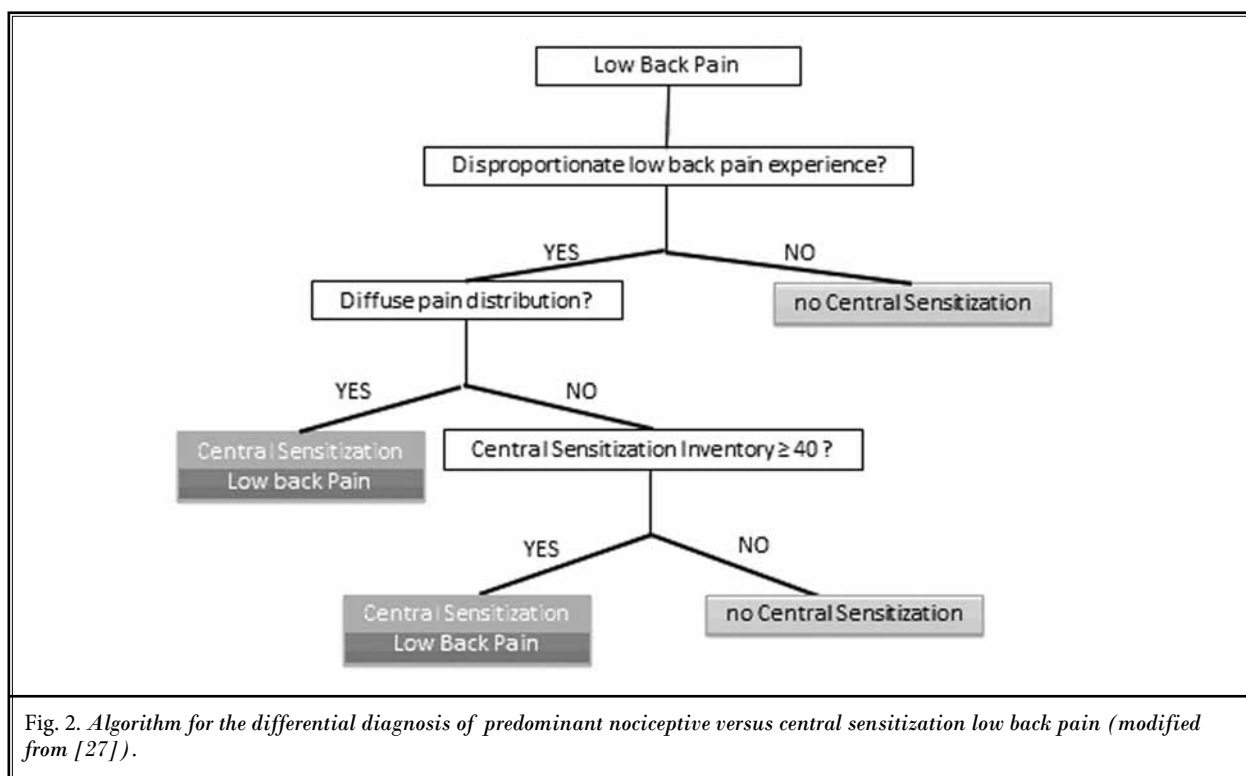 Low Back Pain
Disproportionate low back pain experience?
YES
NO
Diffuse pain distribution?
no Central Sensitization
YES
NO
Central Sensitization
Low back Pain
Central Sensitization Inventory ≥ 40 ?
YES
NO
Central Sensitization
Low Back Pain
no Central Sensitization
Fig. 2. Algorithm for the differential diagnosis of predominant nociceptive versus central sensitization low back pain (modified
from [27]).